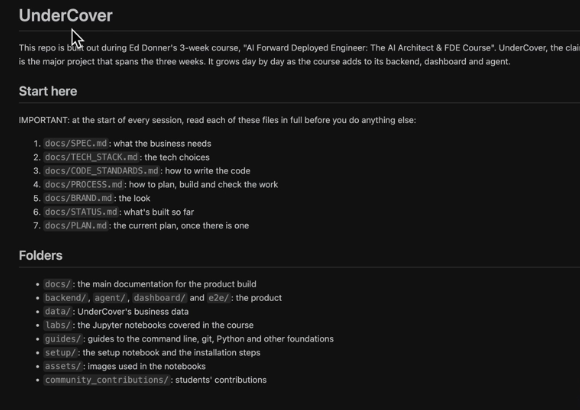 UnderCover
This repo is built out during Ed Donner's 3-week course, "AI Forward Deployed Engineer: The AI Architect & FDE Course". UnderCover, the
is the major project that spans the three weeks. It grows day by day as the course adds to its backend, dashboard and agent.
Start here
IMPORTANT: at the start of every session, read each of these files in full before you do anything else:
1. docs/SPEC.md: what the business needs
2. docs/TECH_STACK.md: the tech choices
3. docs/CODE_STANDARDS.md: how to write the code
4. docs/PROCESS.md: how to plan, build and check the work
5. docs/BRAND.md: the look
6. docs/STATUS.md: what's built so far
7. docs/PLAN.md: the current plan, once there is one
Folders
• docs/: the main documentation for the product build
• backend/, agent/, dashboard/ and e2e/: the product
• data/: UnderCover's business data
• labs/: the Jupyter notebooks covered in the course
• guides/: guides to the command line, git, Python and other foundations
• setup/: the setup notebook and the installation steps
• assets/: images used in the notebooks
• community_contributions/: students' contributions